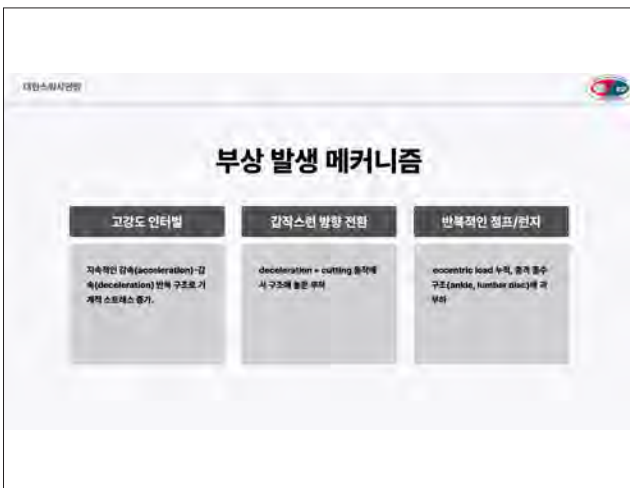 대한스쿼시연맹
부상 발생 메커니즘
고강도 인터벌
지속적인 감속(acceleration)-감
속(deceleration) 반복 구조로 기
계적 스트레스 증가.
갑작스런 방향 전환
deceleration + cutting 동작에
서 구조에 높은 부하
반복적인 점프/런지
eccentric load 누적, 충격 흡수
구조(ankle, lumbar disc)에 과
부하